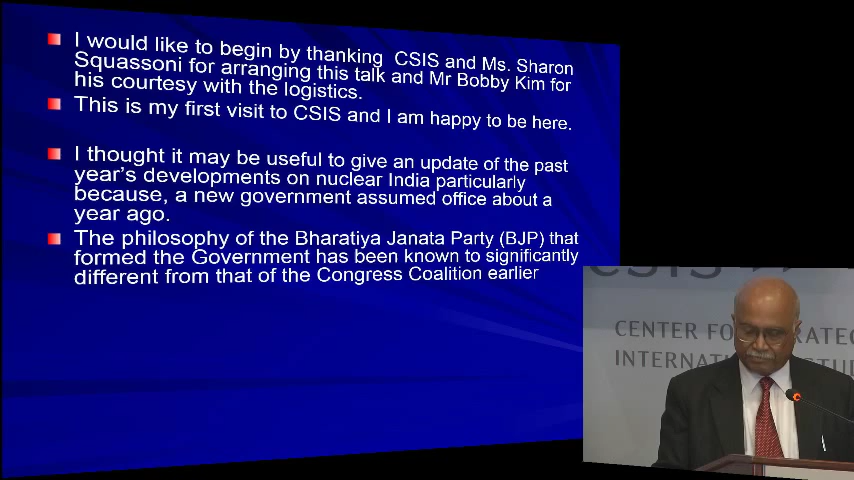 I would like to begin by thanking CSIS and Ms. Sharon
Squassoni for arranging this talk and Mr Bobby Kim for
his courtesy with the logistics.
This is my first visit to CSIS and I am happy to be here.
I thought it may be useful to give an update of the past
year's developments on nuclear India particularly
because, a new government assumed office about a
year ago.
The philosophy of the Bharatiya Janata Party (BJP) that
formed the Government has been known to significantly
different from that of the Congress Coalition earlier
CSIS
CENTER FO RATEG
INTERNAT STUD